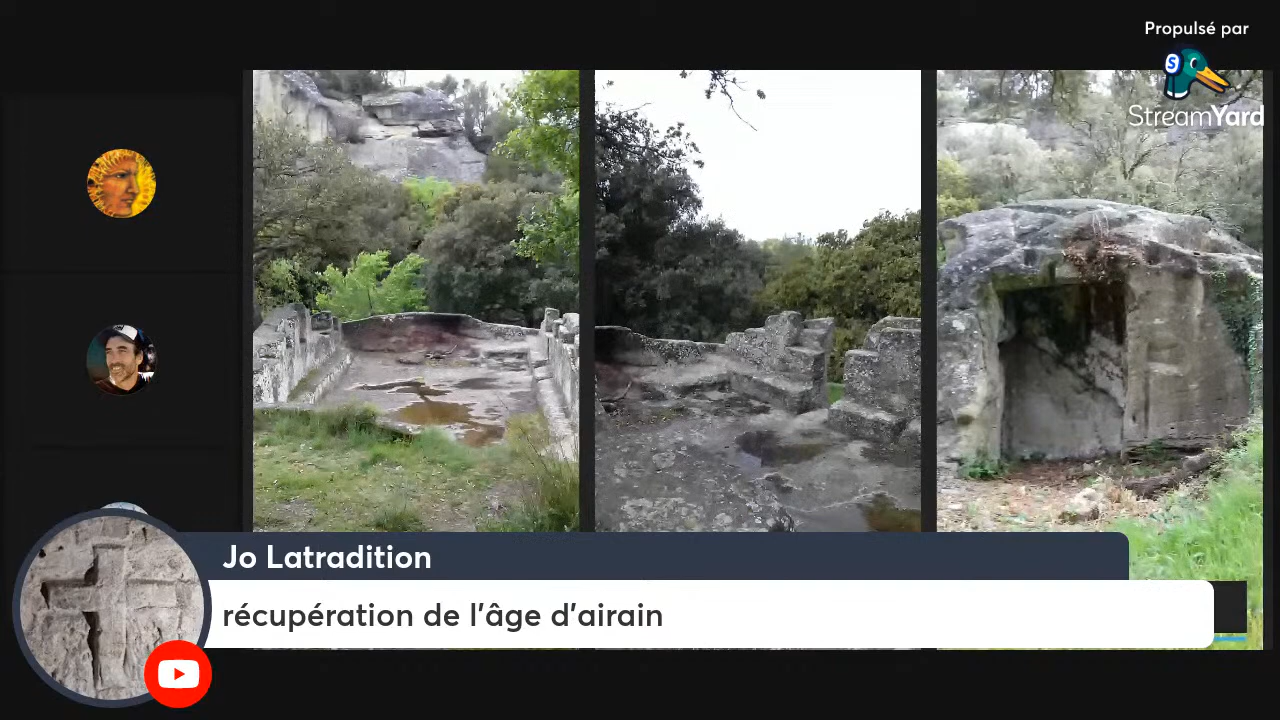 Propulsé par
StreamYard
Jo Latradition
récupération de l'âge d'airain